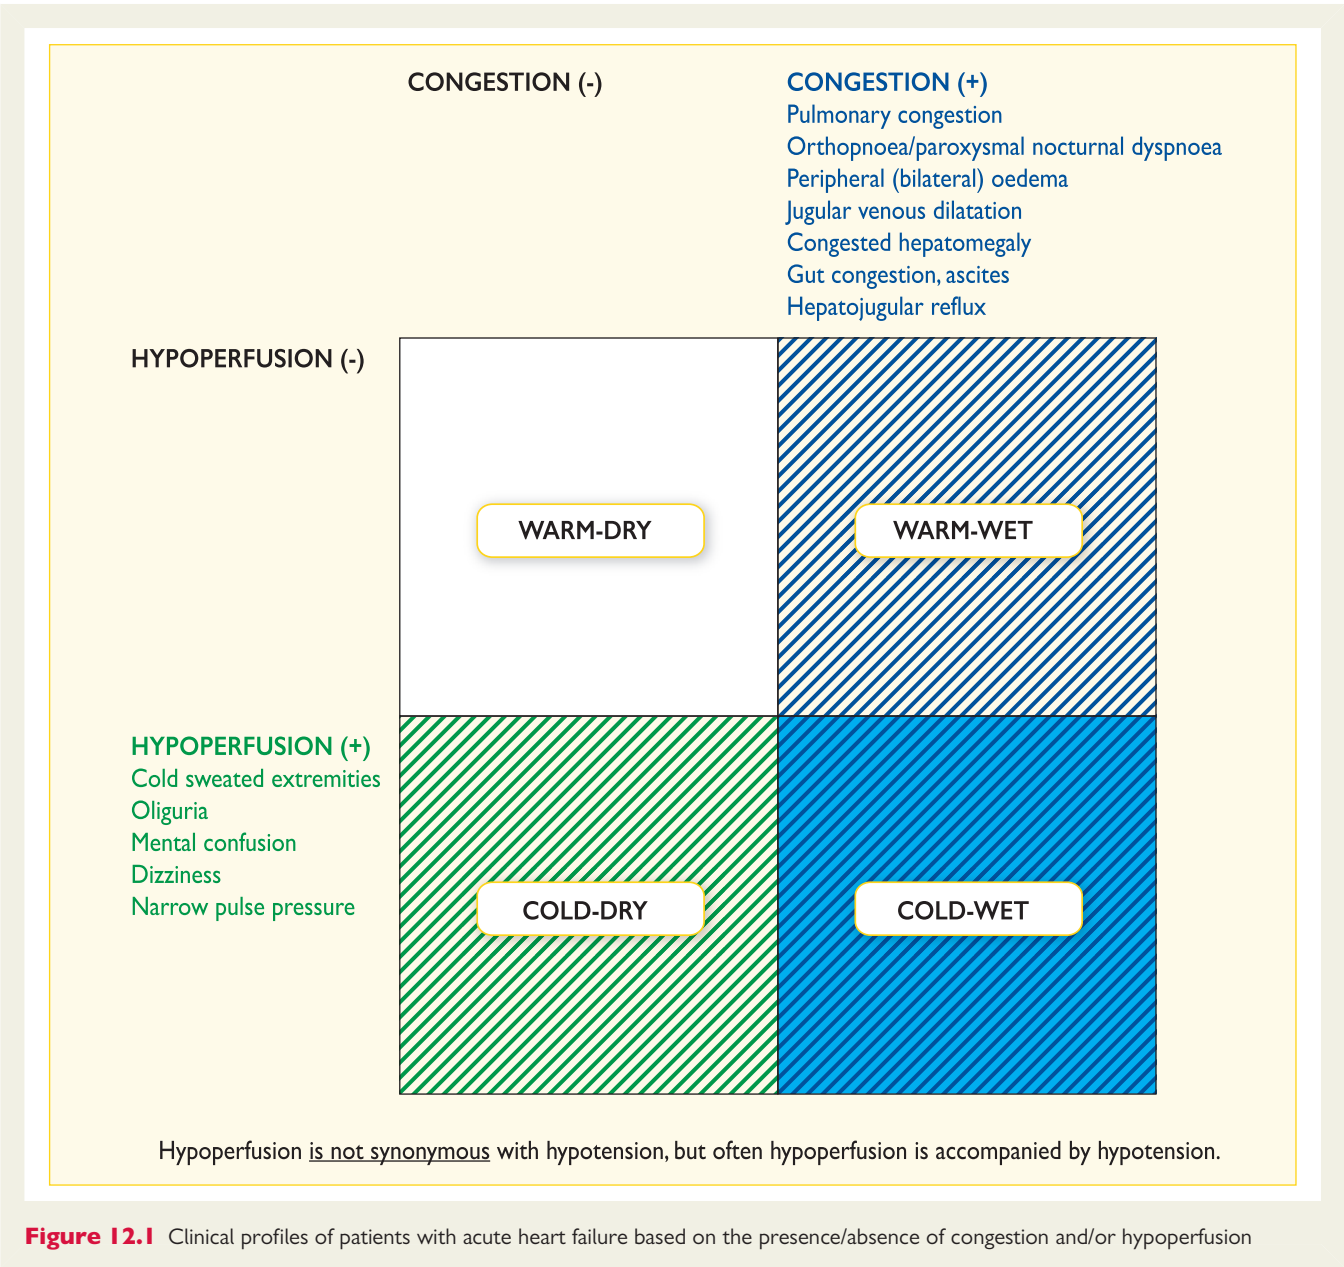 CONGESTION (-)
CONGESTION (+)
Pulmonary congestion
Orthopnoea/paroxysmal nocturnal dyspnoea
Peripheral (bilateral) oedema
Jugular venous dilatation
Congested hepatomegaly
Gut congestion, ascites
Hepatojugular reflux
HYPOPERFUSION (-)
WARM-DRY
WARM-WET
HYPOPERFUSION (+)
Cold sweated extremities
Oliguria
Mental confusion
Dizziness
Narrow pulse pressure
COLD-DRY
COLD-WET
Hypoperfusion is not synonymous with hypotension, but often hypoperfusion is accompanied by hypotension.
Figure 12.1 Clinical profiles of patients with acute heart failure based on the presence/absence of congestion and/or hypoperfusion